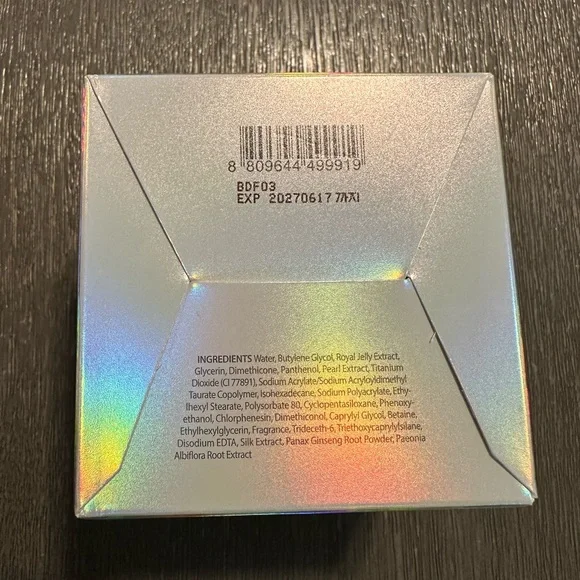 8 809644 499919
BDF03
EXP 20270617 까지
INGREDIENTS Water, Butylene Glycol, Royal Jelly Extract,
Glycerin, Dimethicone, Panthenol, Pearl Extract, Titanium
Dioxide (CI 77891), Sodium Acrylate/Sodium Acryloyldimethyl
Taurate Copolymer, Isohexadecane, Sodium Polyacrylate, Ethy-
lhexyl Stearate, Polysorbate 80, Cyclopentasiloxane, Phenoxy-
ethanol, Chlorphenesin, Dimethiconol, Caprylyl Glycol, Betaine,
Ethylhexylglycerin, Fragrance, Trideceth-6, Triethoxycaprylylsilane,
Disodium EDTA, Silk Extract, Panax Ginseng Root Powder, Paeonia
Albiflora Root Extract